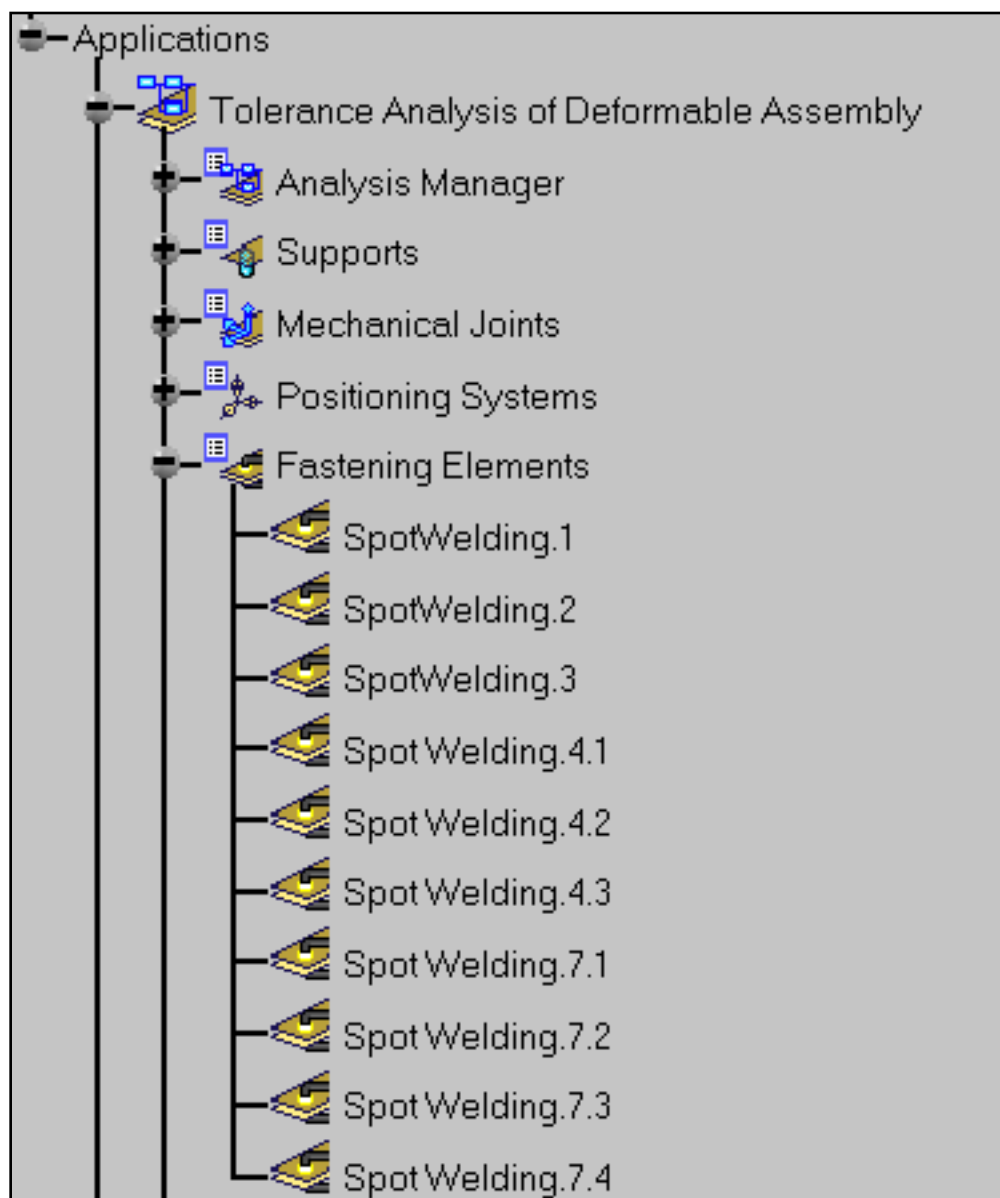 Applications
Tolerance Analysis of Deformable Assembly
Analysis Manager
Supports
Mechanical Joints
Positioning Systems
Fastening Elements
SpotWelding.1
SpotWelding.2
SpotWelding.3
Spot Welding.4.1
Spot Welding.4.2
Spot Welding.4.3
Spot Welding.7.1
Spot Welding.7.2
Spot Welding.7.3
Spot Welding.7.4